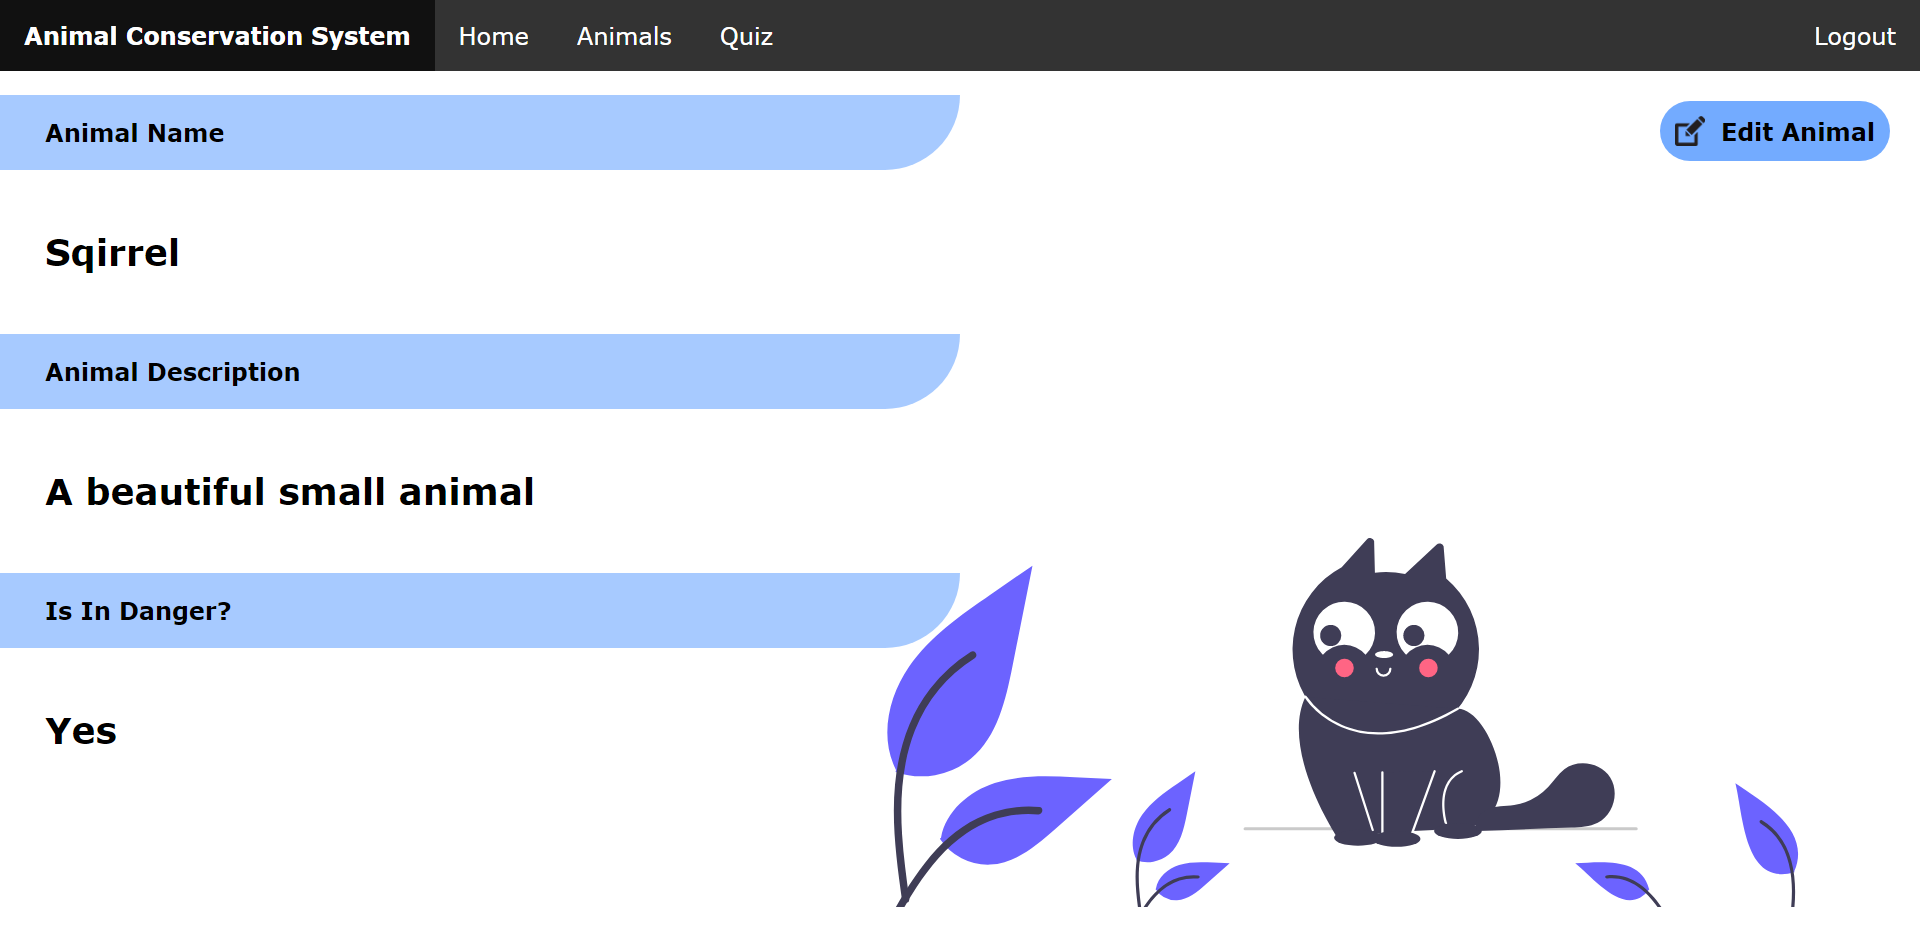 Animal Conservation System Home Animals Quiz Logout
Animal Name
Edit Animal
Sqirrel
Animal Description
A beautiful small animal
Is In Danger?
Yes